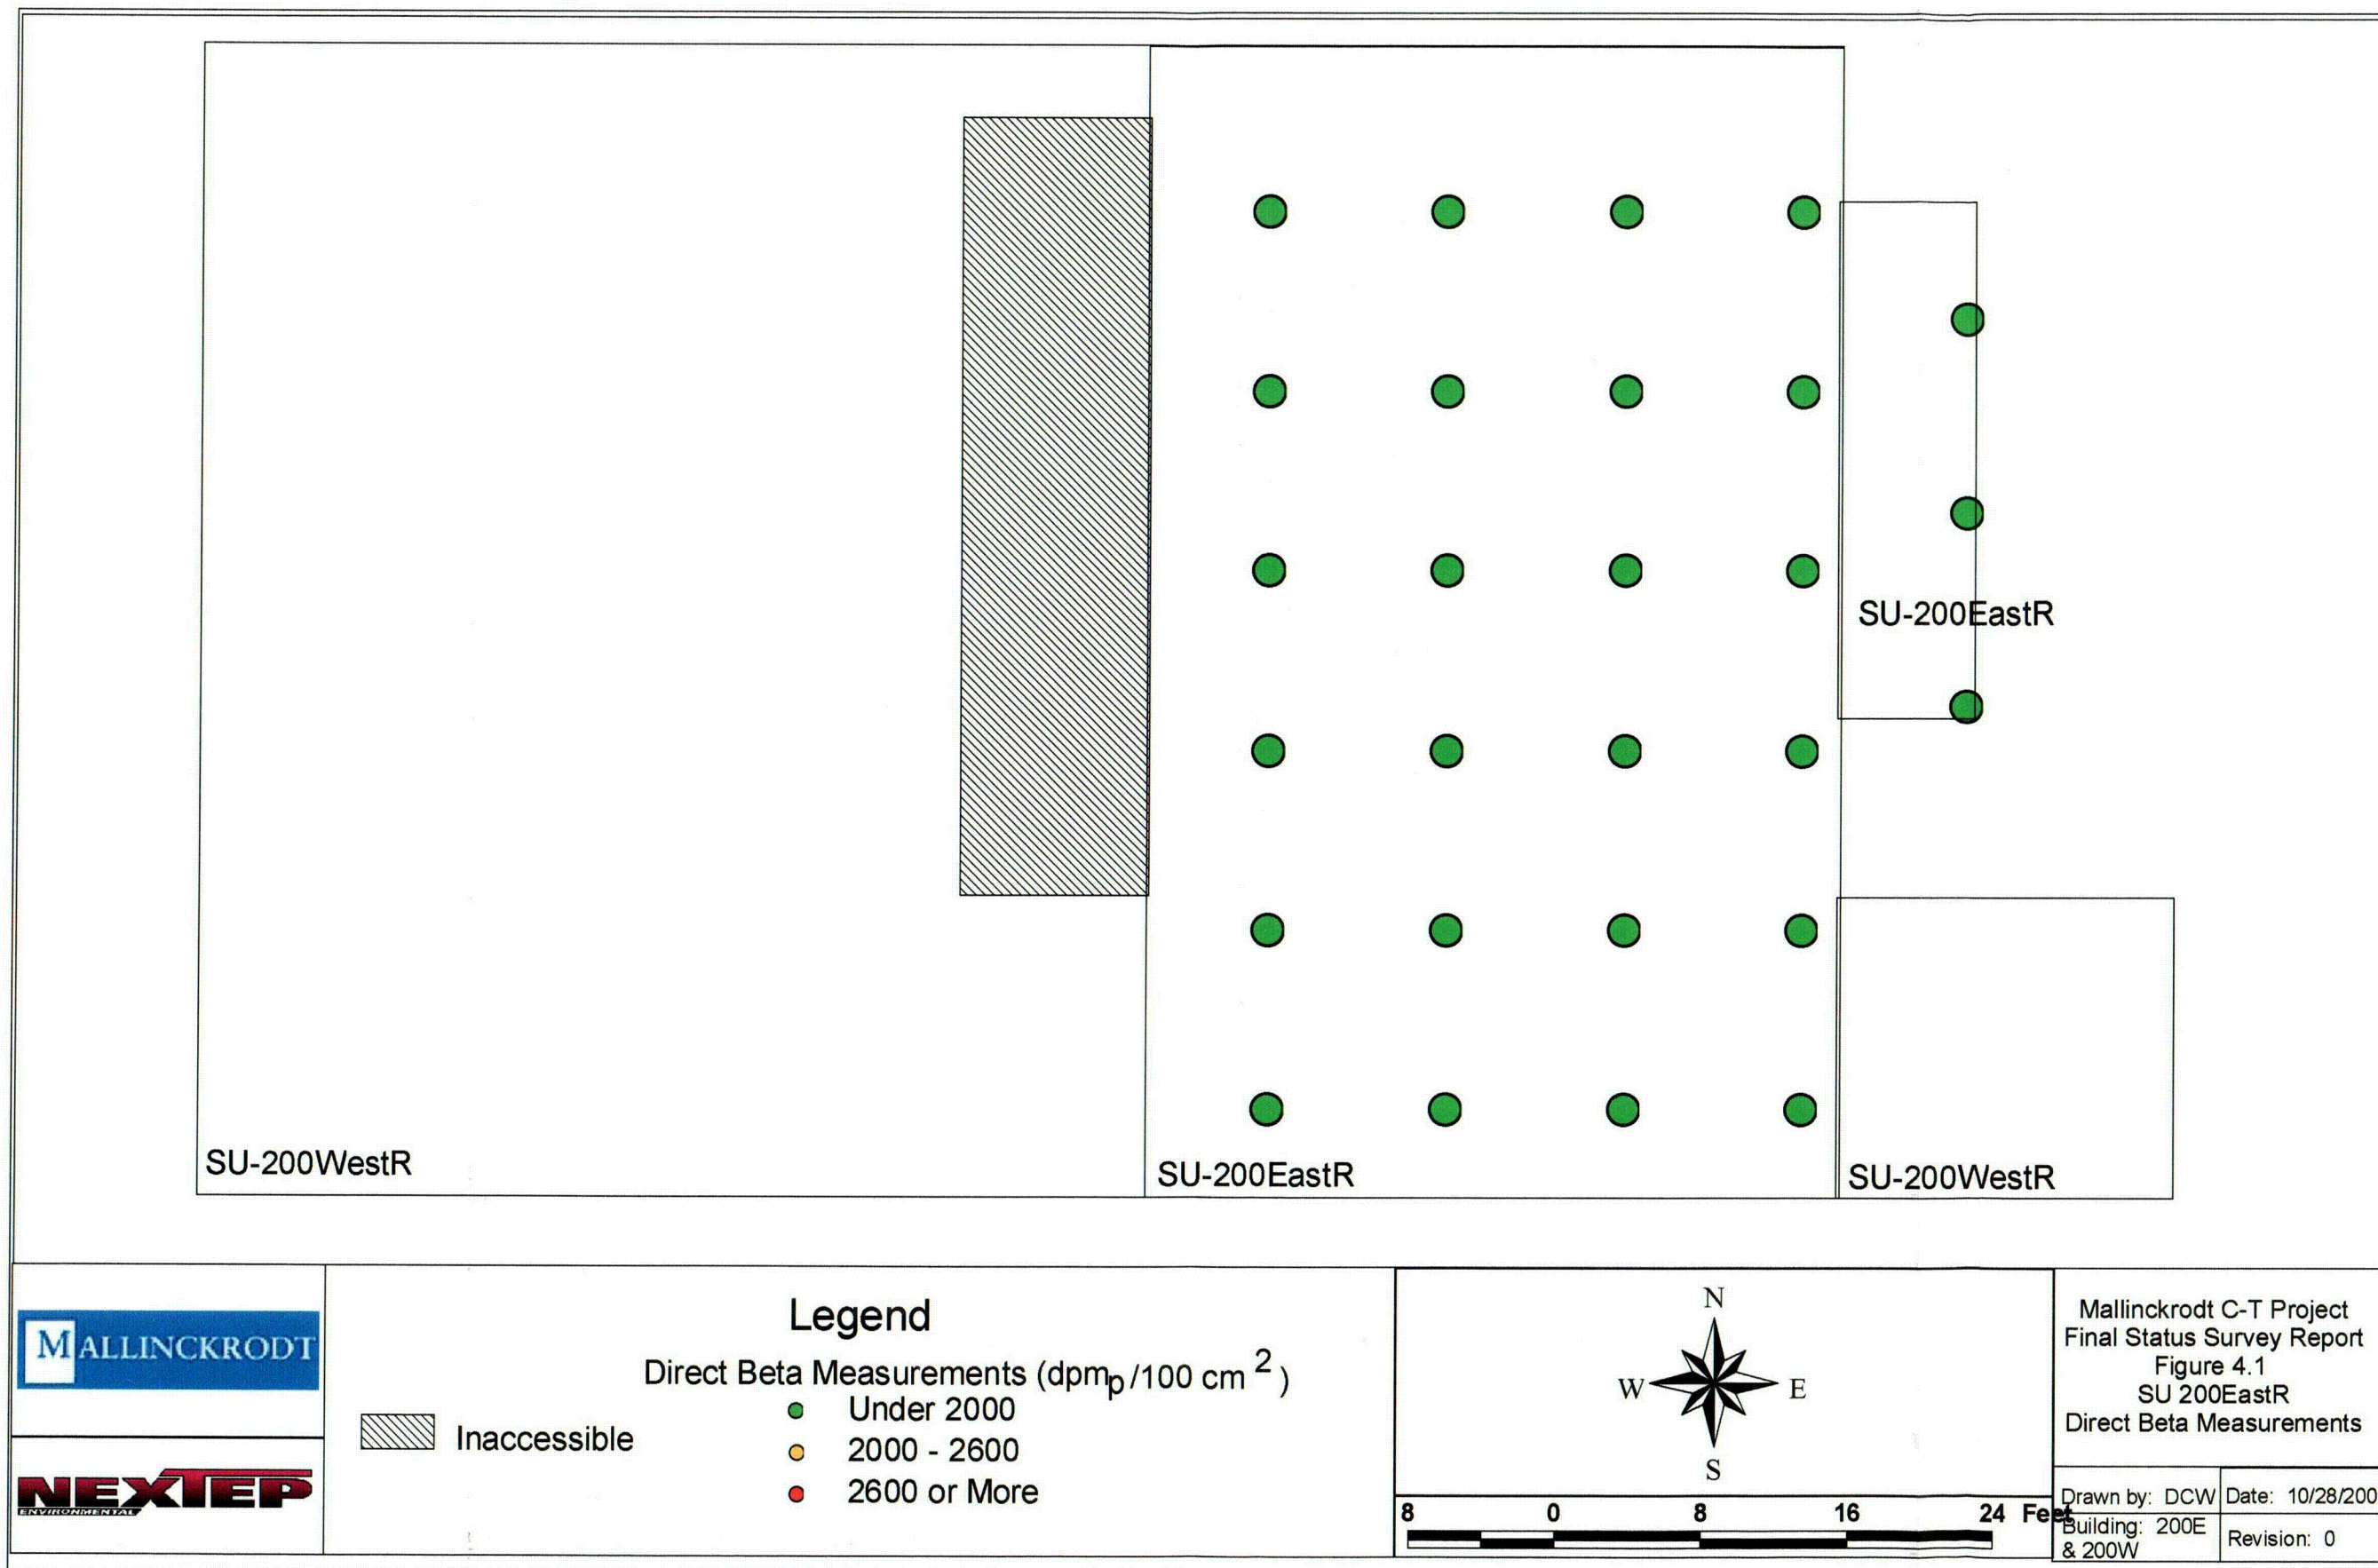 SU-200EastR
SU-200WestR
SU-200EastR
SU-200WestR
MALLINCKRODT
NEXTEP
ENVIRONMENTAL
Inaccessible
Legend
Direct Beta Measurements (dpmp/100 cm 2 )
Under 2000
2000 - 2600
2600 or More
N
W
E
S
8 0 8 16 24 Feet
Mallinckrodt C-T Project
Final Status Survey Report
Figure 4.1
SU 200EastR
Direct Beta Measurements
Drawn by: DCW
Date: 10/28/200
Building: 200E
& 200W
Revision: 0